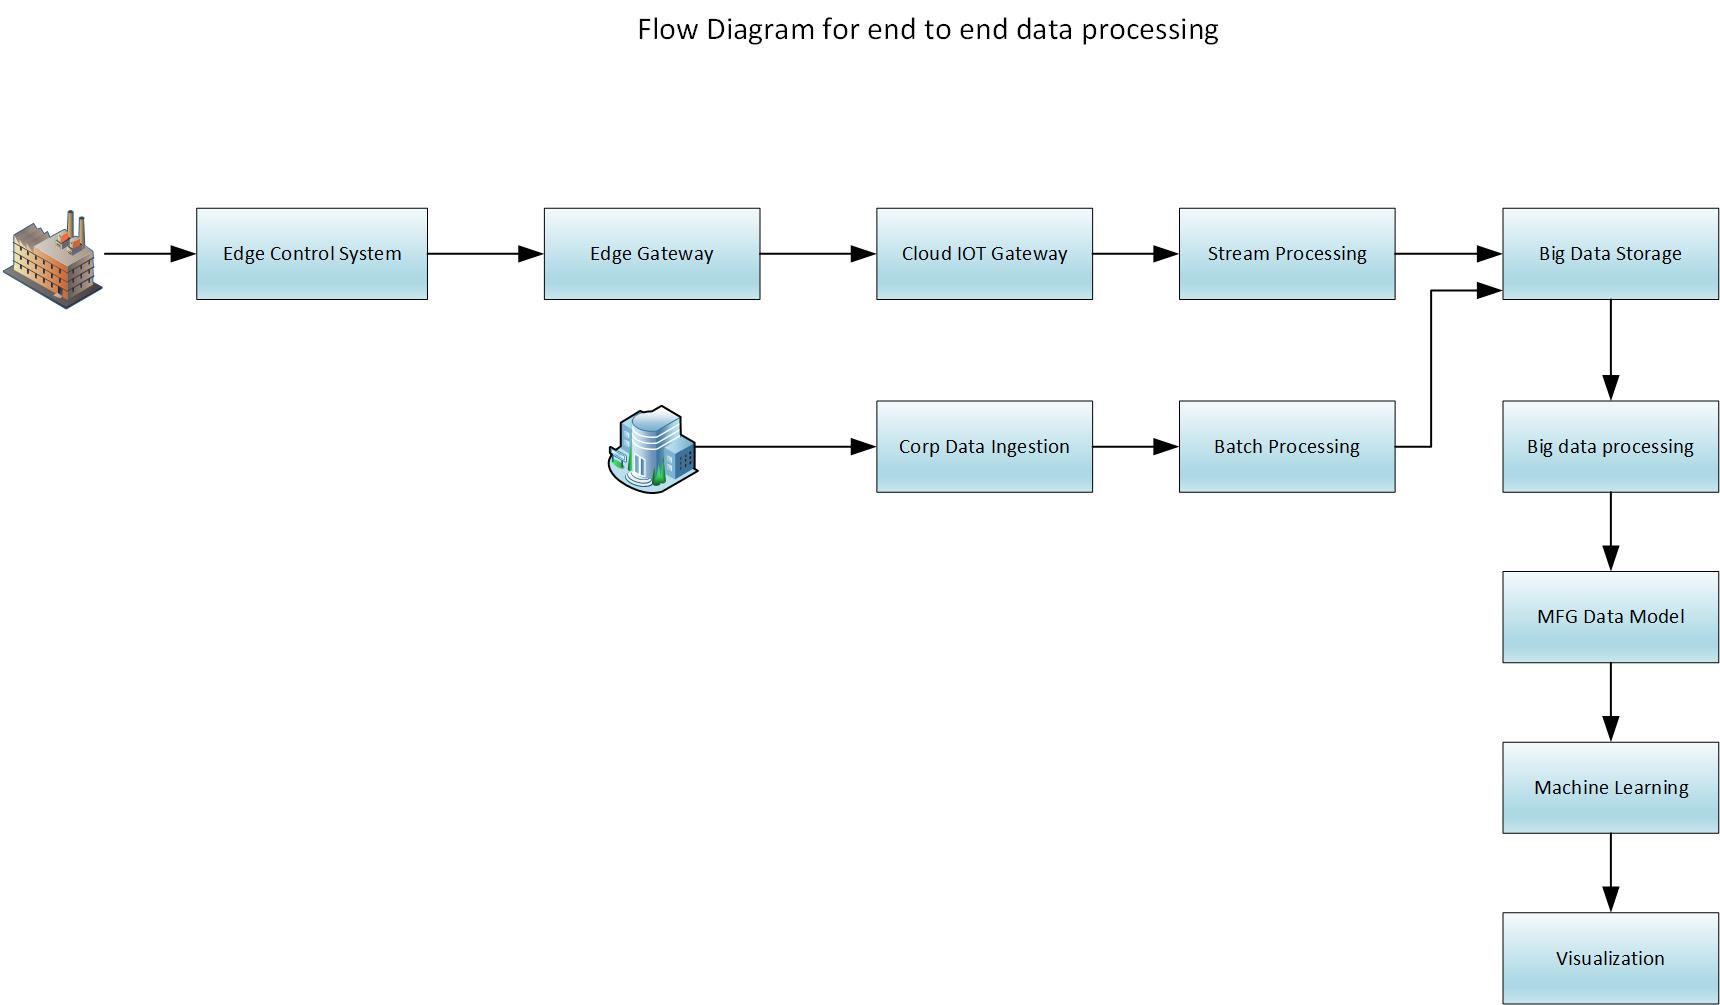 Flow Diagram for end to end data processing
Edge Control System
Edge Gateway
Cloud IOT Gateway
Stream Processing
Big Data Storage
Corp Data Ingestion
Batch Processing
Big data processing
MFG Data Model
Machine Learning
Visualization